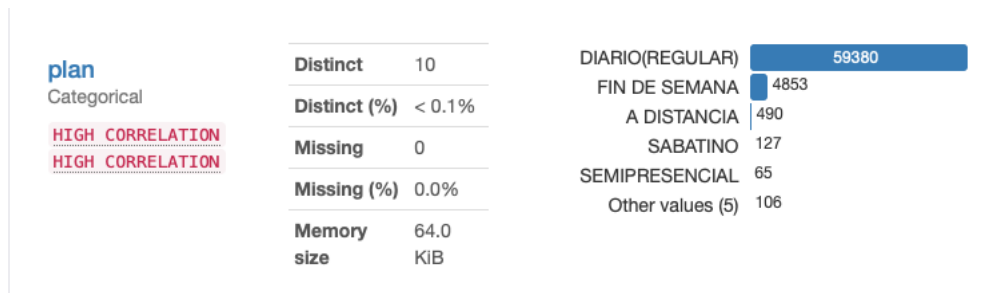 plan
Categorical
HIGH CORRELATION
HIGH CORRELATION
Distinct 10
Distinct (%) < 0.1%
Missing 0
Missing (%) 0.0%
Memory size 64.0 KiB
DIARIO(REGULAR) 59380
FIN DE SEMANA 4853
A DISTANCIA 490
SABATINO 127
SEMIPRESENCIAL 65
Other values (5) 106